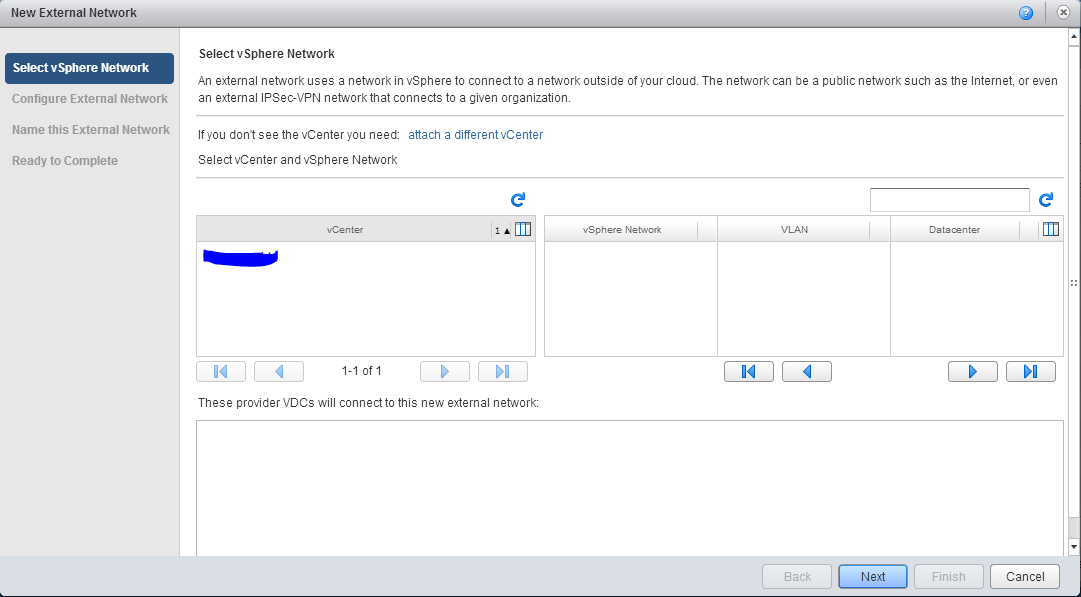 New External Network
Select vSphere Network
Configure External Network
Name this External Network
Ready to Complete
Select vSphere Network
An external network uses a network in vSphere to connect to a network outside of your cloud. The network can be a public network such as the Internet, or even
an external IPSec-VPN network that connects to a given organization.
If you don't see the vCenter you need: attach a different vCenter
Select vCenter and vSphere Network
vCenter 1 ▲ vSphere Network VLAN Datacenter
1-1 of 1
These provider VDCs will connect to this new external network:
Back Next Finish Cancel